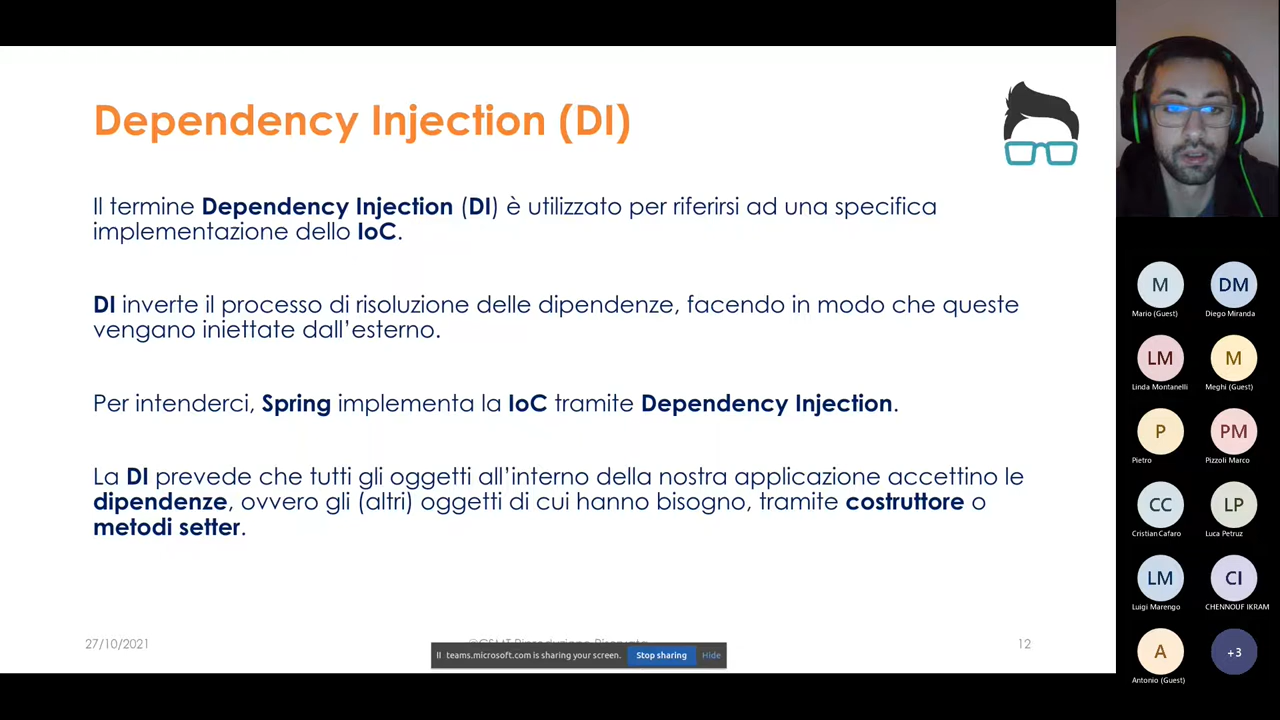 Dependency Injection (DI)
Il termine Dependency Injection (DI) è utilizzato per riferirsi ad una specifica
implementazione dello IoC.
DI inverte il processo di risoluzione delle dipendenze, facendo in modo che queste
vengano iniettate dall'esterno.
Per intenderci, Spring implementa la IoC tramite Dependency Injection.
La DI prevede che tutti gli oggetti all'interno della nostra applicazione accettino le
dipendenze, ovvero gli (altri) oggetti di cui hanno bisogno, tramite costruttore o
metodi setter.
27/10/2021
12
teams.microsoft.com is sharing your screen. Stop sharing Hide
M DM
Mario (Guest) Diego Miranda
LM M
Linda Montanelli Meghi (Guest)
P PM
Pietro Pizzoli Marco
CC LP
Cristian Cafaro Luca Petruz
LM CI
Luigi Marengo CHENNOUF IKRAM
A +3
Antonio (Guest)